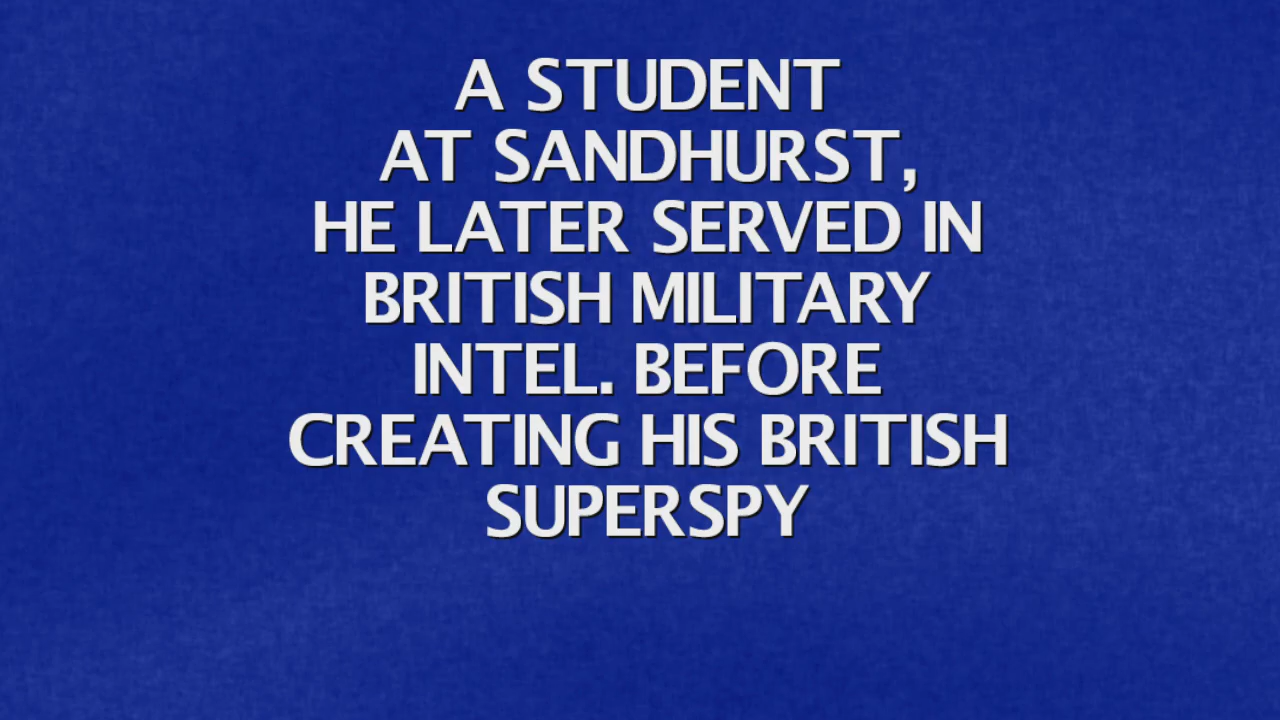 A STUDENT
AT SANDHURST,
HE LATER SERVED IN
BRITISH MILITARY
INTEL. BEFORE
CREATING HIS BRITISH
SUPERSPY